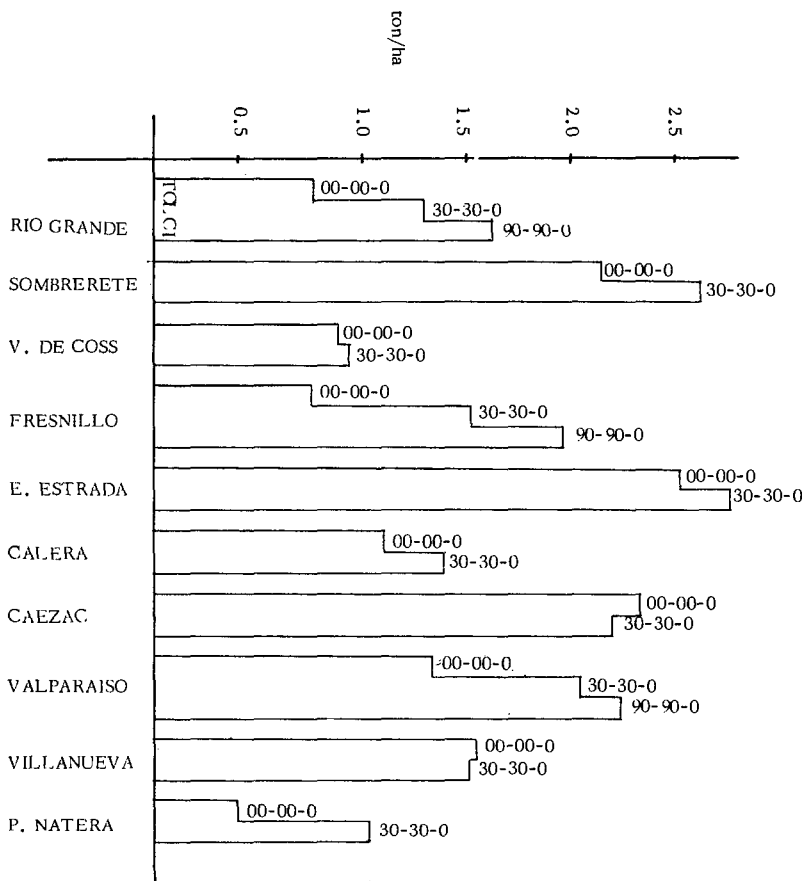 ton/ha
0.5
1.0
1.5
2.0
2.5
00-00-0
30-30-0
RIO GRANDE
90-90-0
00-00-0
SOMBRERETE
30-30-0
00-00-0
V. DE COSS
30-30-0
00-00-0
30-30-0
FRESNILLO
90-90-0
00-00-0
E. ESTRADA
30-30-0
00-00-0
CALERA
30-30-0
00-00-0
CAEZAC
30-30-0
00-00-0
VALPARAISO
30-30-0
90-90-0
00-00-0
VILLANUEVA
30-30-0
00-00-0
P. NATERA
30-30-0